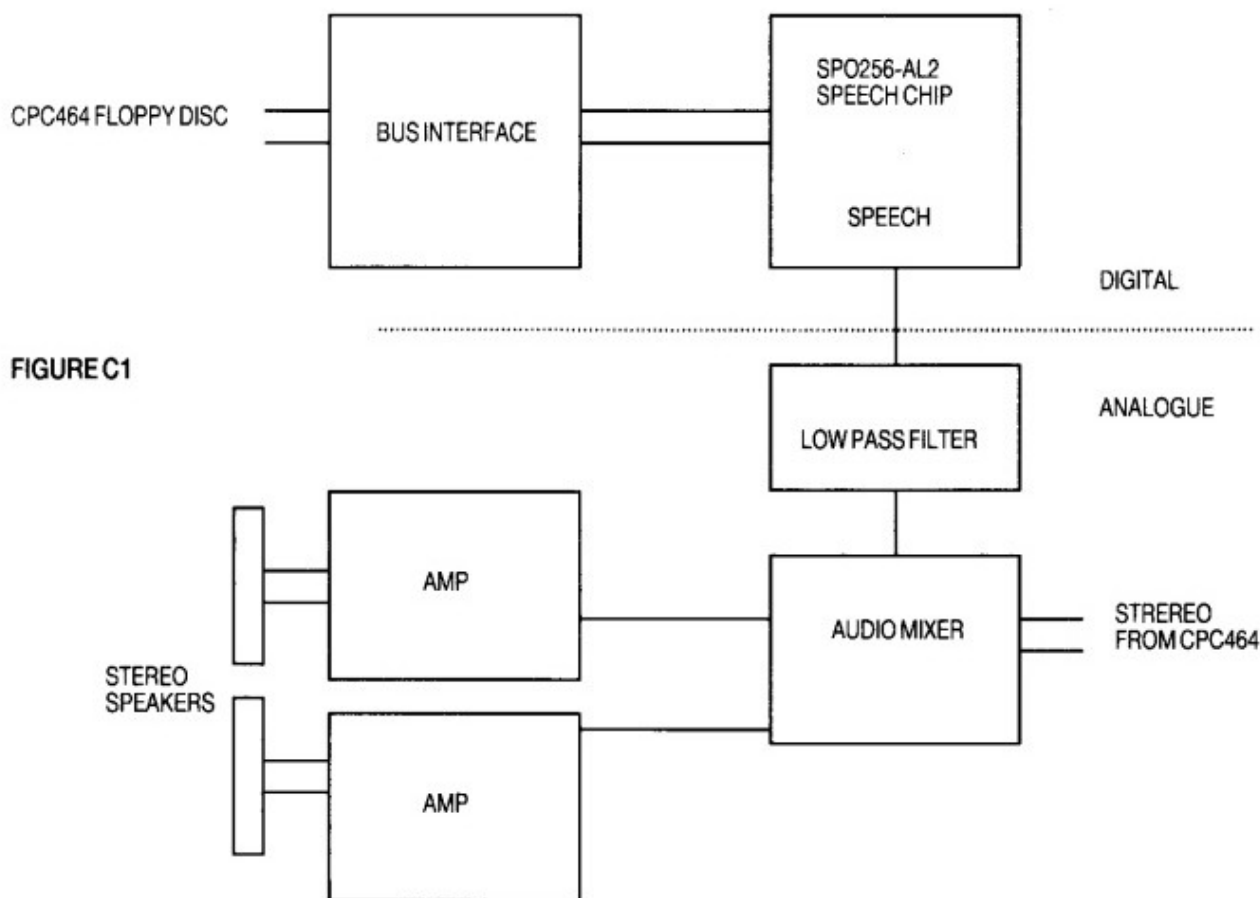 SPO256-AL2
SPEECH CHIP
CPC464 FLOPPY DISC
BUS INTERFACE
SPEECH
DIGITAL
FIGURE C1
ANALOGUE
LOW PASS FILTER
AMP
AUDIO MIXER
STREREO
FROM CPC464
STEREO
SPEAKERS
AMP